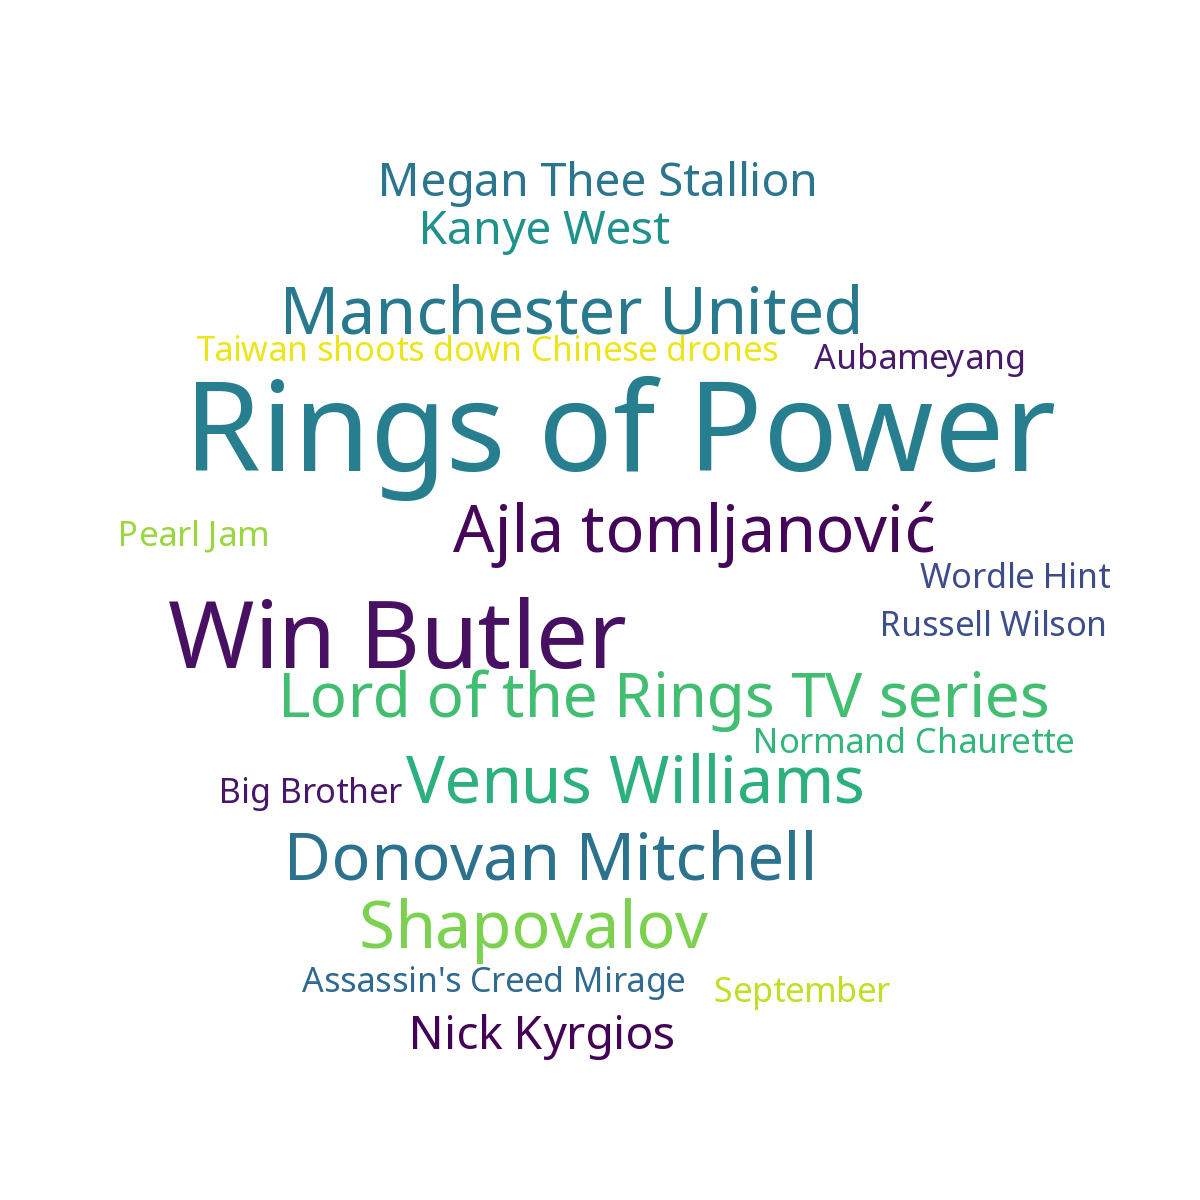 Megan Thee Stallion
Kanye West
Manchester United
Taiwan shoots down Chinese drones
Aubameyang
Rings of Power
Ajla tomljanović
Pearl Jam
Wordle Hint
Win Butler
Russell Wilson
Lord of the Rings TV series
Normand Chaurette
Venus Williams
Big Brother
Donovan Mitchell
Shapovalov
Assassin's Creed Mirage
September
Nick Kyrgios